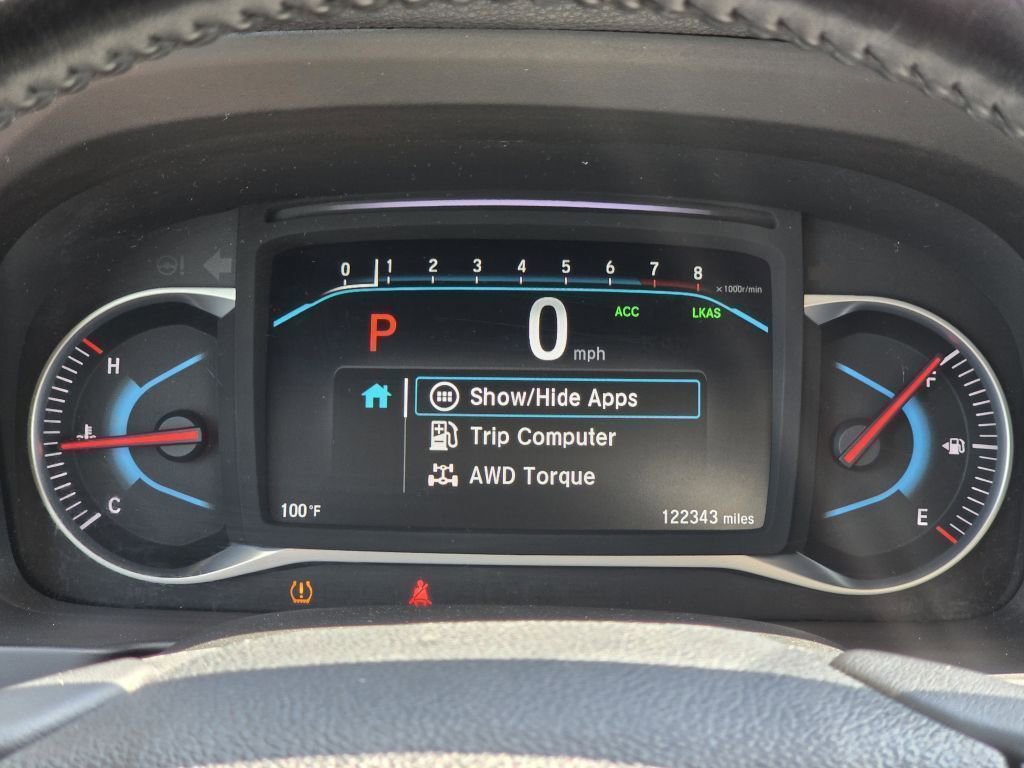 0 1 2 3 4 5 6 7 8
×1000r/min
P 0 mph
ACC LKAS
Show/Hide Apps
Trip Computer
AWD Torque
100°F
122343 miles
H
C
F
E